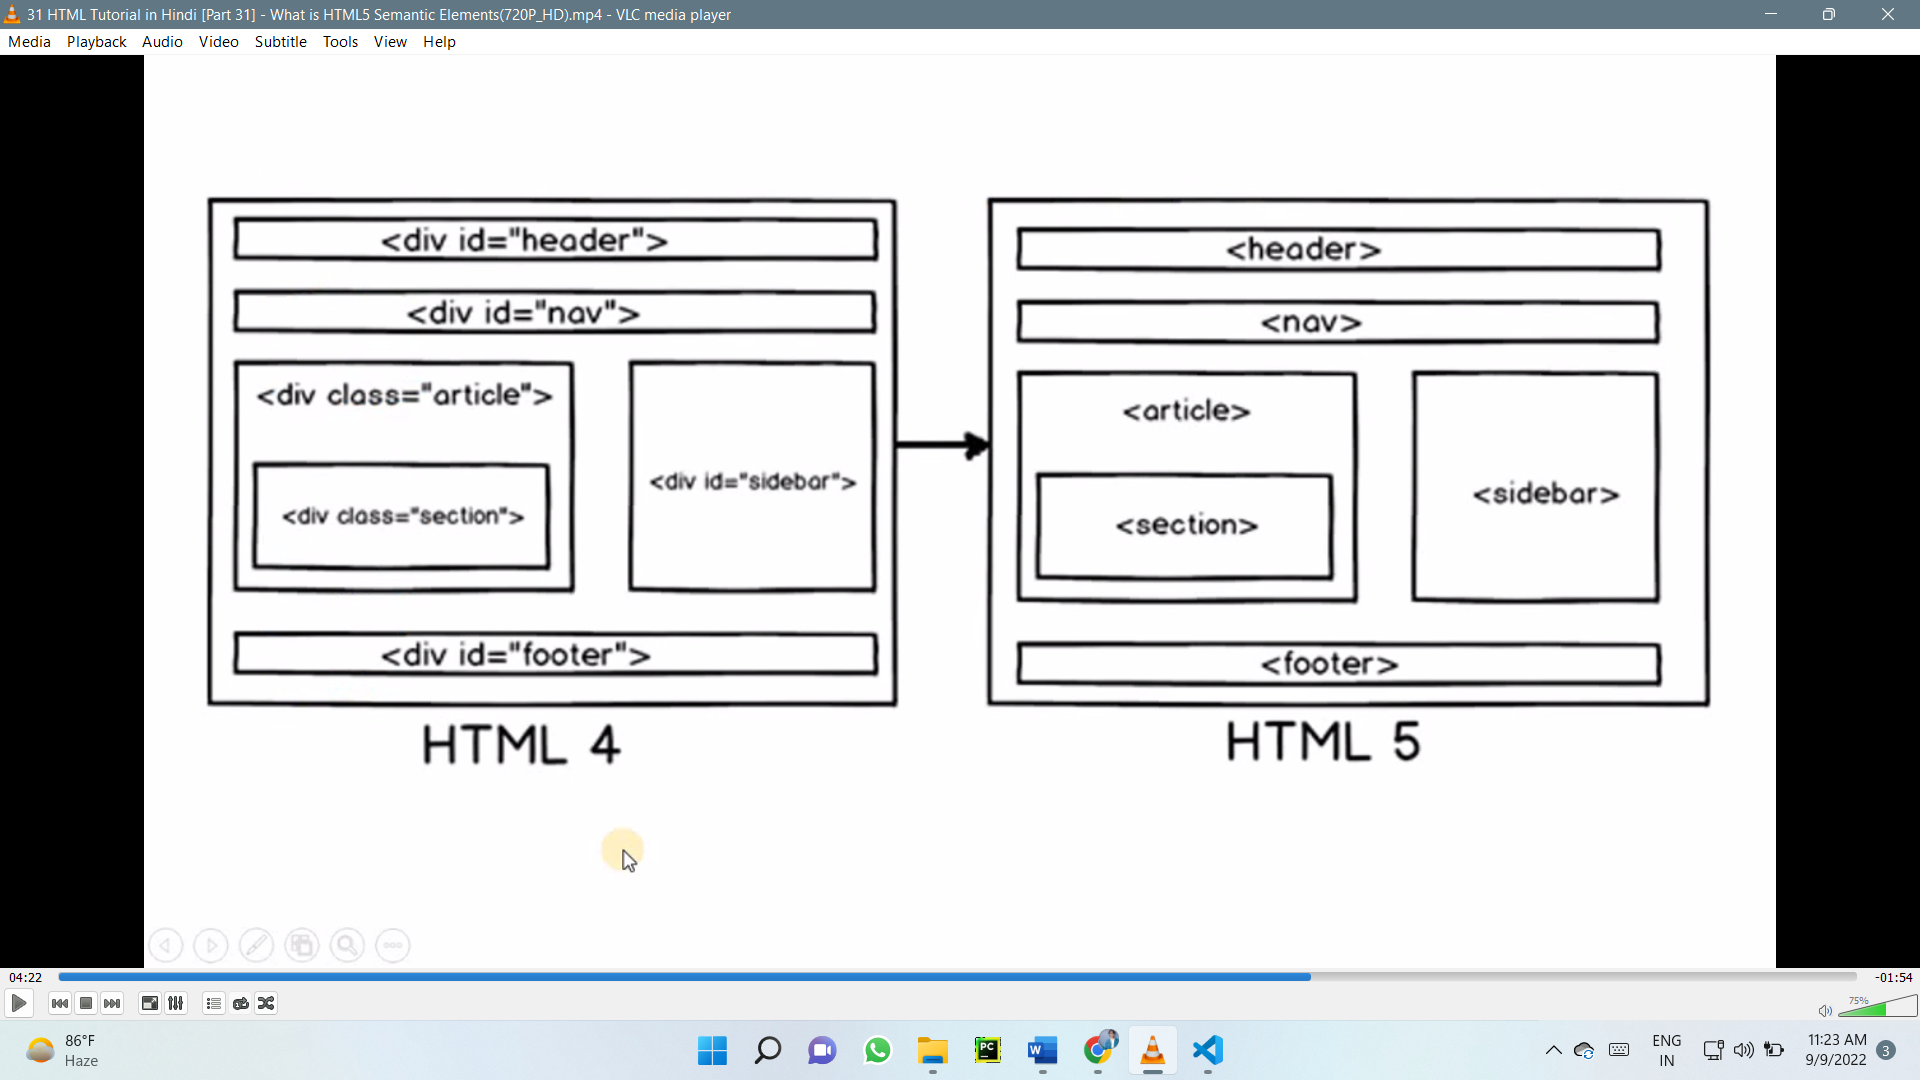 31 HTML Tutorial in Hindi [Part 31] - What is HTML5 Semantic Elements(720P_HD).mp4 - VLC media player
Media Playback Audio Video Subtitle Tools View Help
<div id="header">
<div id="nav">
<div class="article">
<div class="section">
<div id="sidebar">
<div id="footer">
HTML 4
<header>
<nav>
<article>
<section>
<sidebar>
<footer>
HTML 5
04:22
-01:54
75%
86°F
Haze
PC
W
ENG
IN
11:23 AM
9/9/2022
3